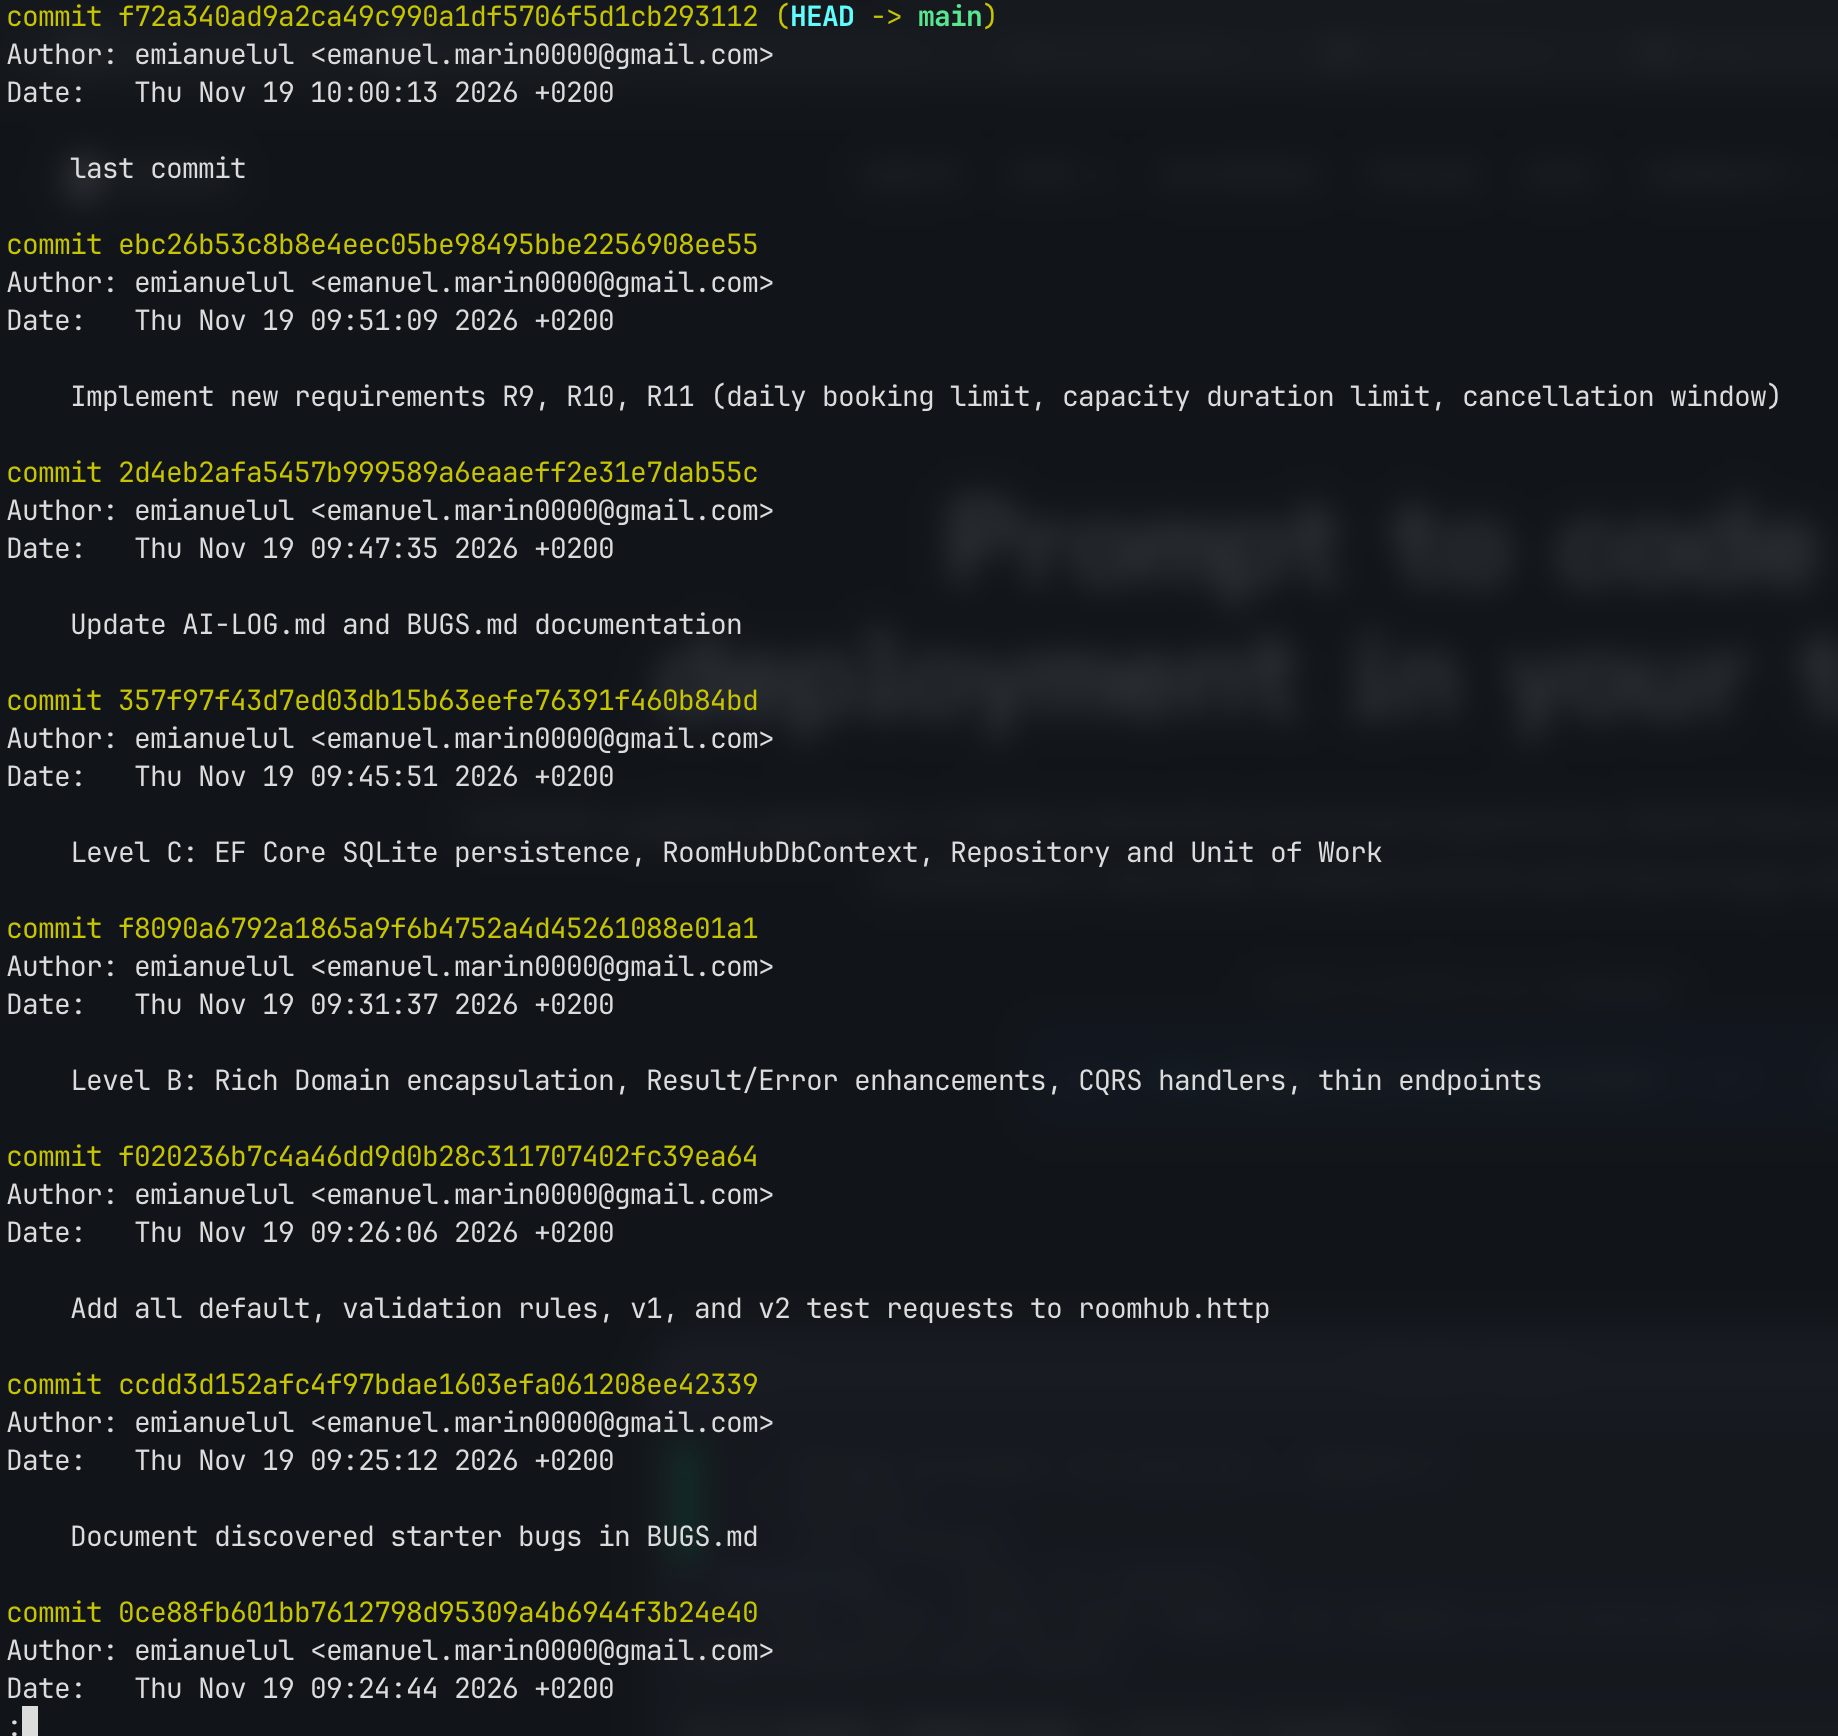 commit f72a340ad9a2ca49c990a1df5706f5d1cb293112 (HEAD -> main)
Author: emianuelul <emanuel.marin0000@gmail.com>
Date:   Thu Nov 19 10:00:13 2026 +0200
last commit
commit ebc26b53c8b8e4eec05be98495bbe2256908ee55
Author: emianuelul <emanuel.marin0000@gmail.com>
Date:   Thu Nov 19 09:51:09 2026 +0200
Implement new requirements R9, R10, R11 (daily booking limit, capacity duration limit, cancellation window)
commit 2d4eb2afa5457b999589a6eaaeff2e31e7dab55c
Author: emianuelul <emanuel.marin0000@gmail.com>
Date:   Thu Nov 19 09:47:35 2026 +0200
Update AI-LOG.md and BUGS.md documentation
commit 357f97f43d7ed03db15b63eefe76391f460b84bd
Author: emianuelul <emanuel.marin0000@gmail.com>
Date:   Thu Nov 19 09:45:51 2026 +0200
Level C: EF Core SQLite persistence, RoomHubDbContext, Repository and Unit of Work
commit f8090a6792a1865a9f6b4752a4d45261088e01a1
Author: emianuelul <emanuel.marin0000@gmail.com>
Date:   Thu Nov 19 09:31:37 2026 +0200
Level B: Rich Domain encapsulation, Result/Error enhancements, CQRS handlers, thin endpoints
commit f020236b7c4a46dd9d0b28c311707402fc39ea64
Author: emianuelul <emanuel.marin0000@gmail.com>
Date:   Thu Nov 19 09:26:06 2026 +0200
Add all default, validation rules, v1, and v2 test requests to roomhub.http
commit ccdd3d152afc4f97bdae1603efa061208ee42339
Author: emianuelul <emanuel.marin0000@gmail.com>
Date:   Thu Nov 19 09:25:12 2026 +0200
Document discovered starter bugs in BUGS.md
commit 0ce88fb601bb7612798d95309a4b6944f3b24e40
Author: emianuelul <emanuel.marin0000@gmail.com>
Date:   Thu Nov 19 09:24:44 2026 +0200
:
Prompt to code
deployment in your